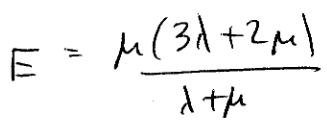 E = μ(3λ+2μ) / λ+μ